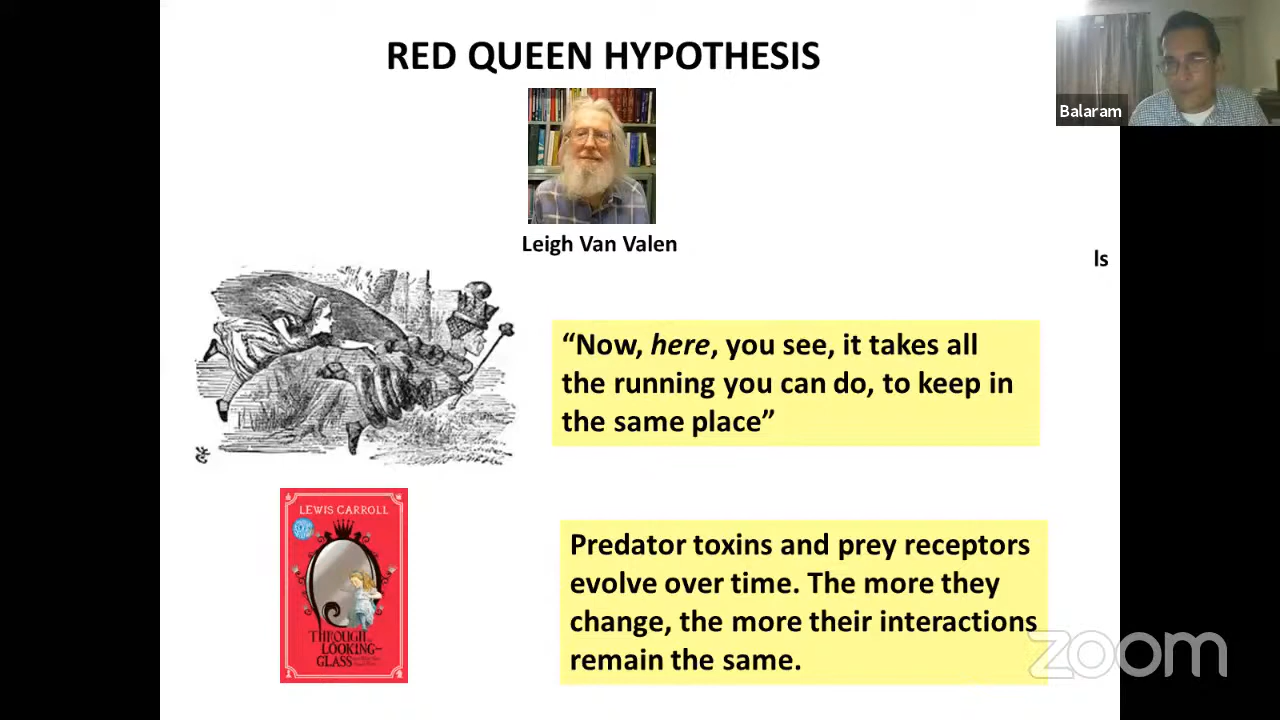 RED QUEEN HYPOTHESIS
Balaram
Leigh Van Valen
Is
“Now, here, you see, it takes all
the running you can do, to keep in
the same place”
LEWIS CARROLL
THROUGH
LOOKING-
GLASS
Predator toxins and prey receptors
evolve over time. The more they
change, the more their interactions
remain the same.
zoom